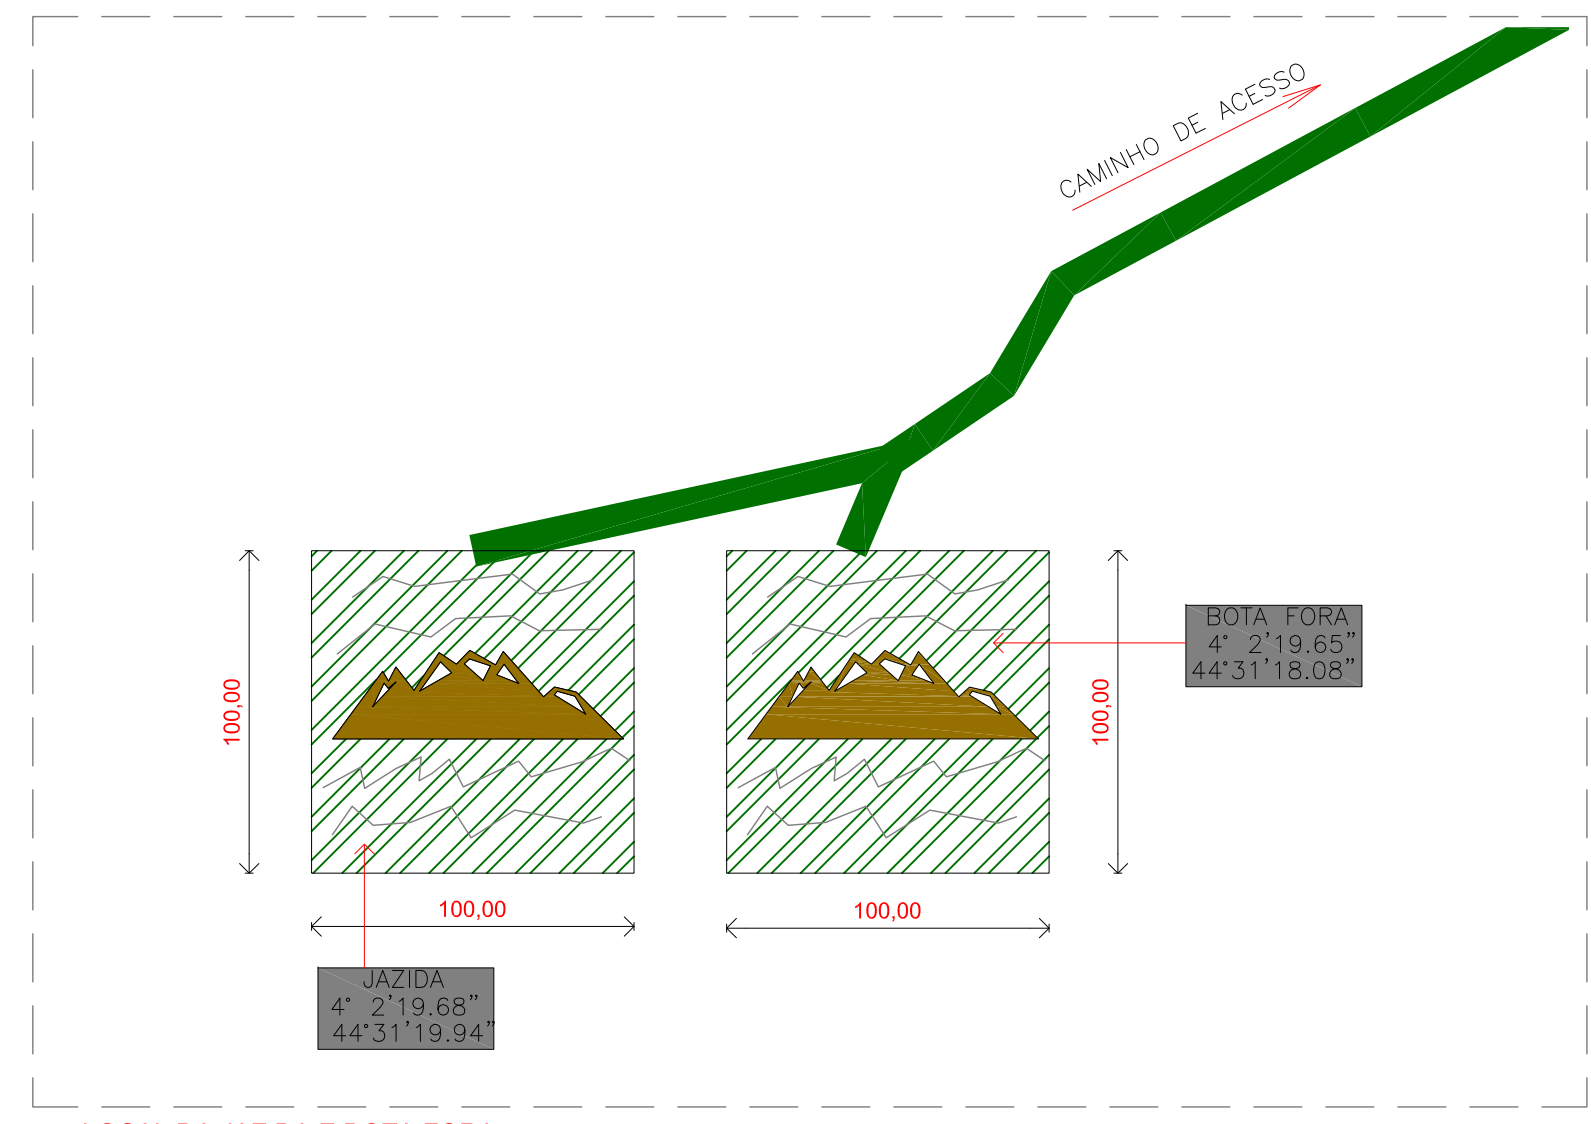 CAMINHO DE ACESSO
BOTA FORA
4° 2'19.65"
44°31'18.08"
100,00
100,00
100,00
100,00
JAZIDA
4° 2'19.68"
44°31'19.94"